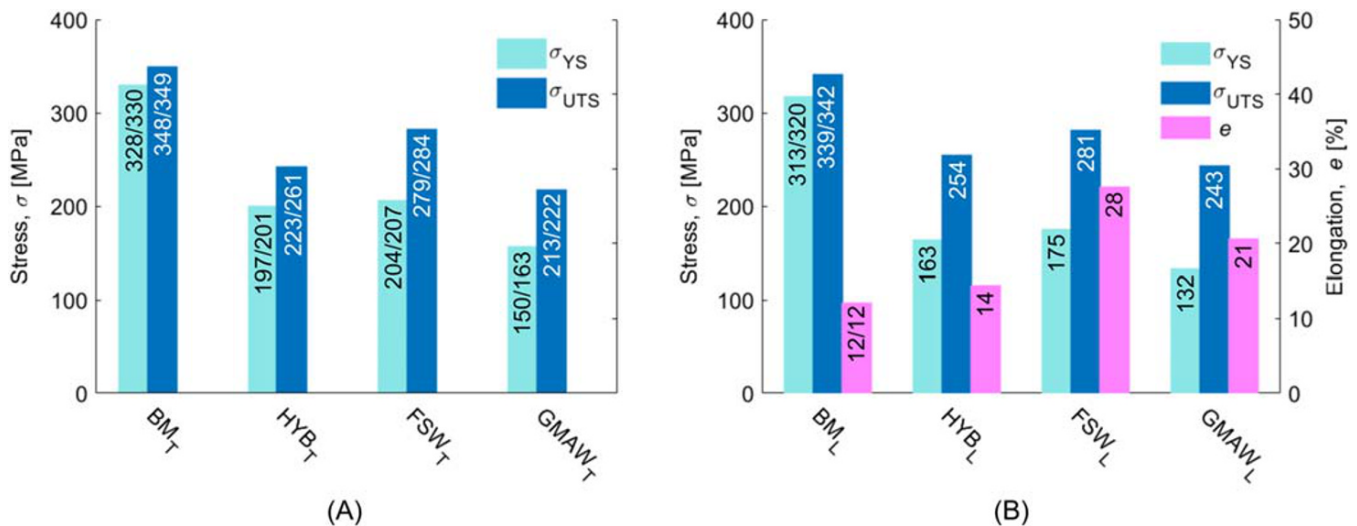 400
300
200
100
0
Stress, σ [MPa]
σYS
σUTS
328/330
348/349
197/201
223/261
204/207
279/284
150/163
213/222
BMT
HYBT
FSWT
GMAWT
(A)
400
300
200
100
0
Stress, σ [MPa]
σYS
σUTS
e
313/320
339/342
12/12
163
254
14
175
281
28
132
243
21
50
40
30
20
10
0
Elongation, e [%]
BML
HYBL
FSWL
GMAWL
(B)